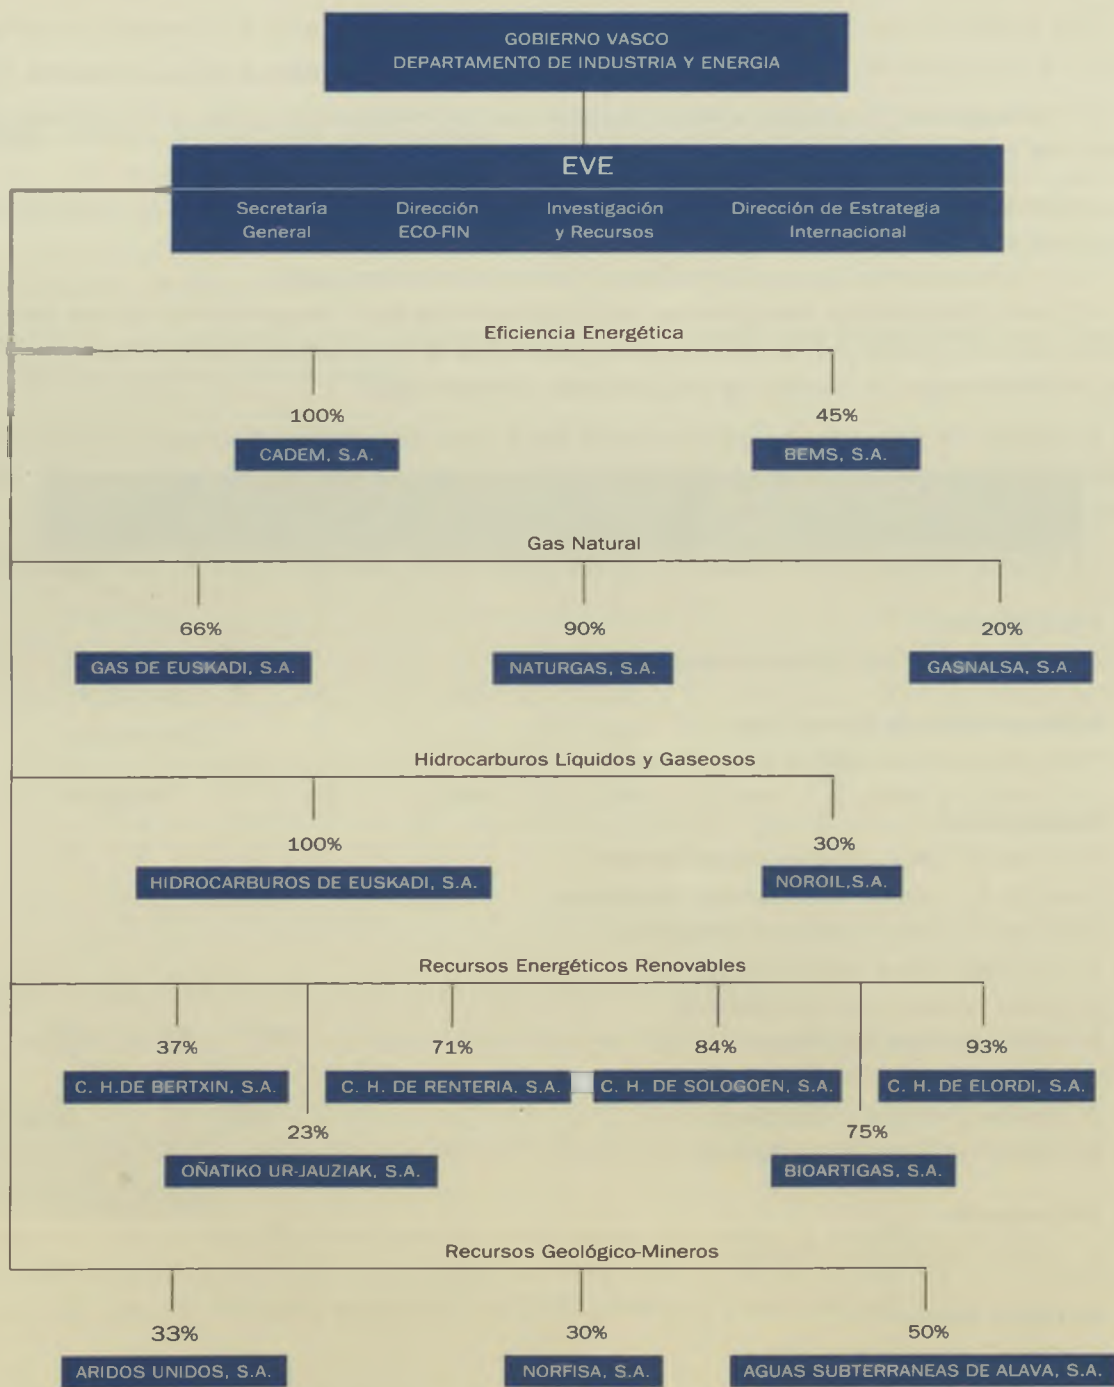 GOBIERNO VASCO
DEPARTAMENTO DE INDUSTRIA Y ENERGIA
EVE
Secretaría General
Dirección ECO-FIN
Investigación y Recursos
Dirección de Estrategia Internacional
Eficiencia Energética
100%
CADEM, S.A.
45%
BEMS, S.A.
Gas Natural
66%
GAS DE EUSKADI, S.A.
90%
NATURGAS, S.A.
20%
GASNALSA, S.A.
Hidrocarburos Líquidos y Gaseosos
100%
HIDROCARBUROS DE EUSKADI, S.A.
30%
NOROIL,S.A.
Recursos Energéticos Renovables
37%
C. H.DE BERTXIN, S.A.
71%
C. H. DE RENTERIA, S.A.
84%
C. H. DE SOLOGOEN, S.A.
93%
C. H. DE ELORDI, S.A.
23%
OÑATIKO UR-JAUZIAK, S.A.
75%
BIOARTIGAS, S.A.
Recursos Geológico-Mineros
33%
ARIDOS UNIDOS, S.A.
30%
NORFISA, S.A.
50%
AGUAS SUBTERRANEAS DE ALAVA, S.A.